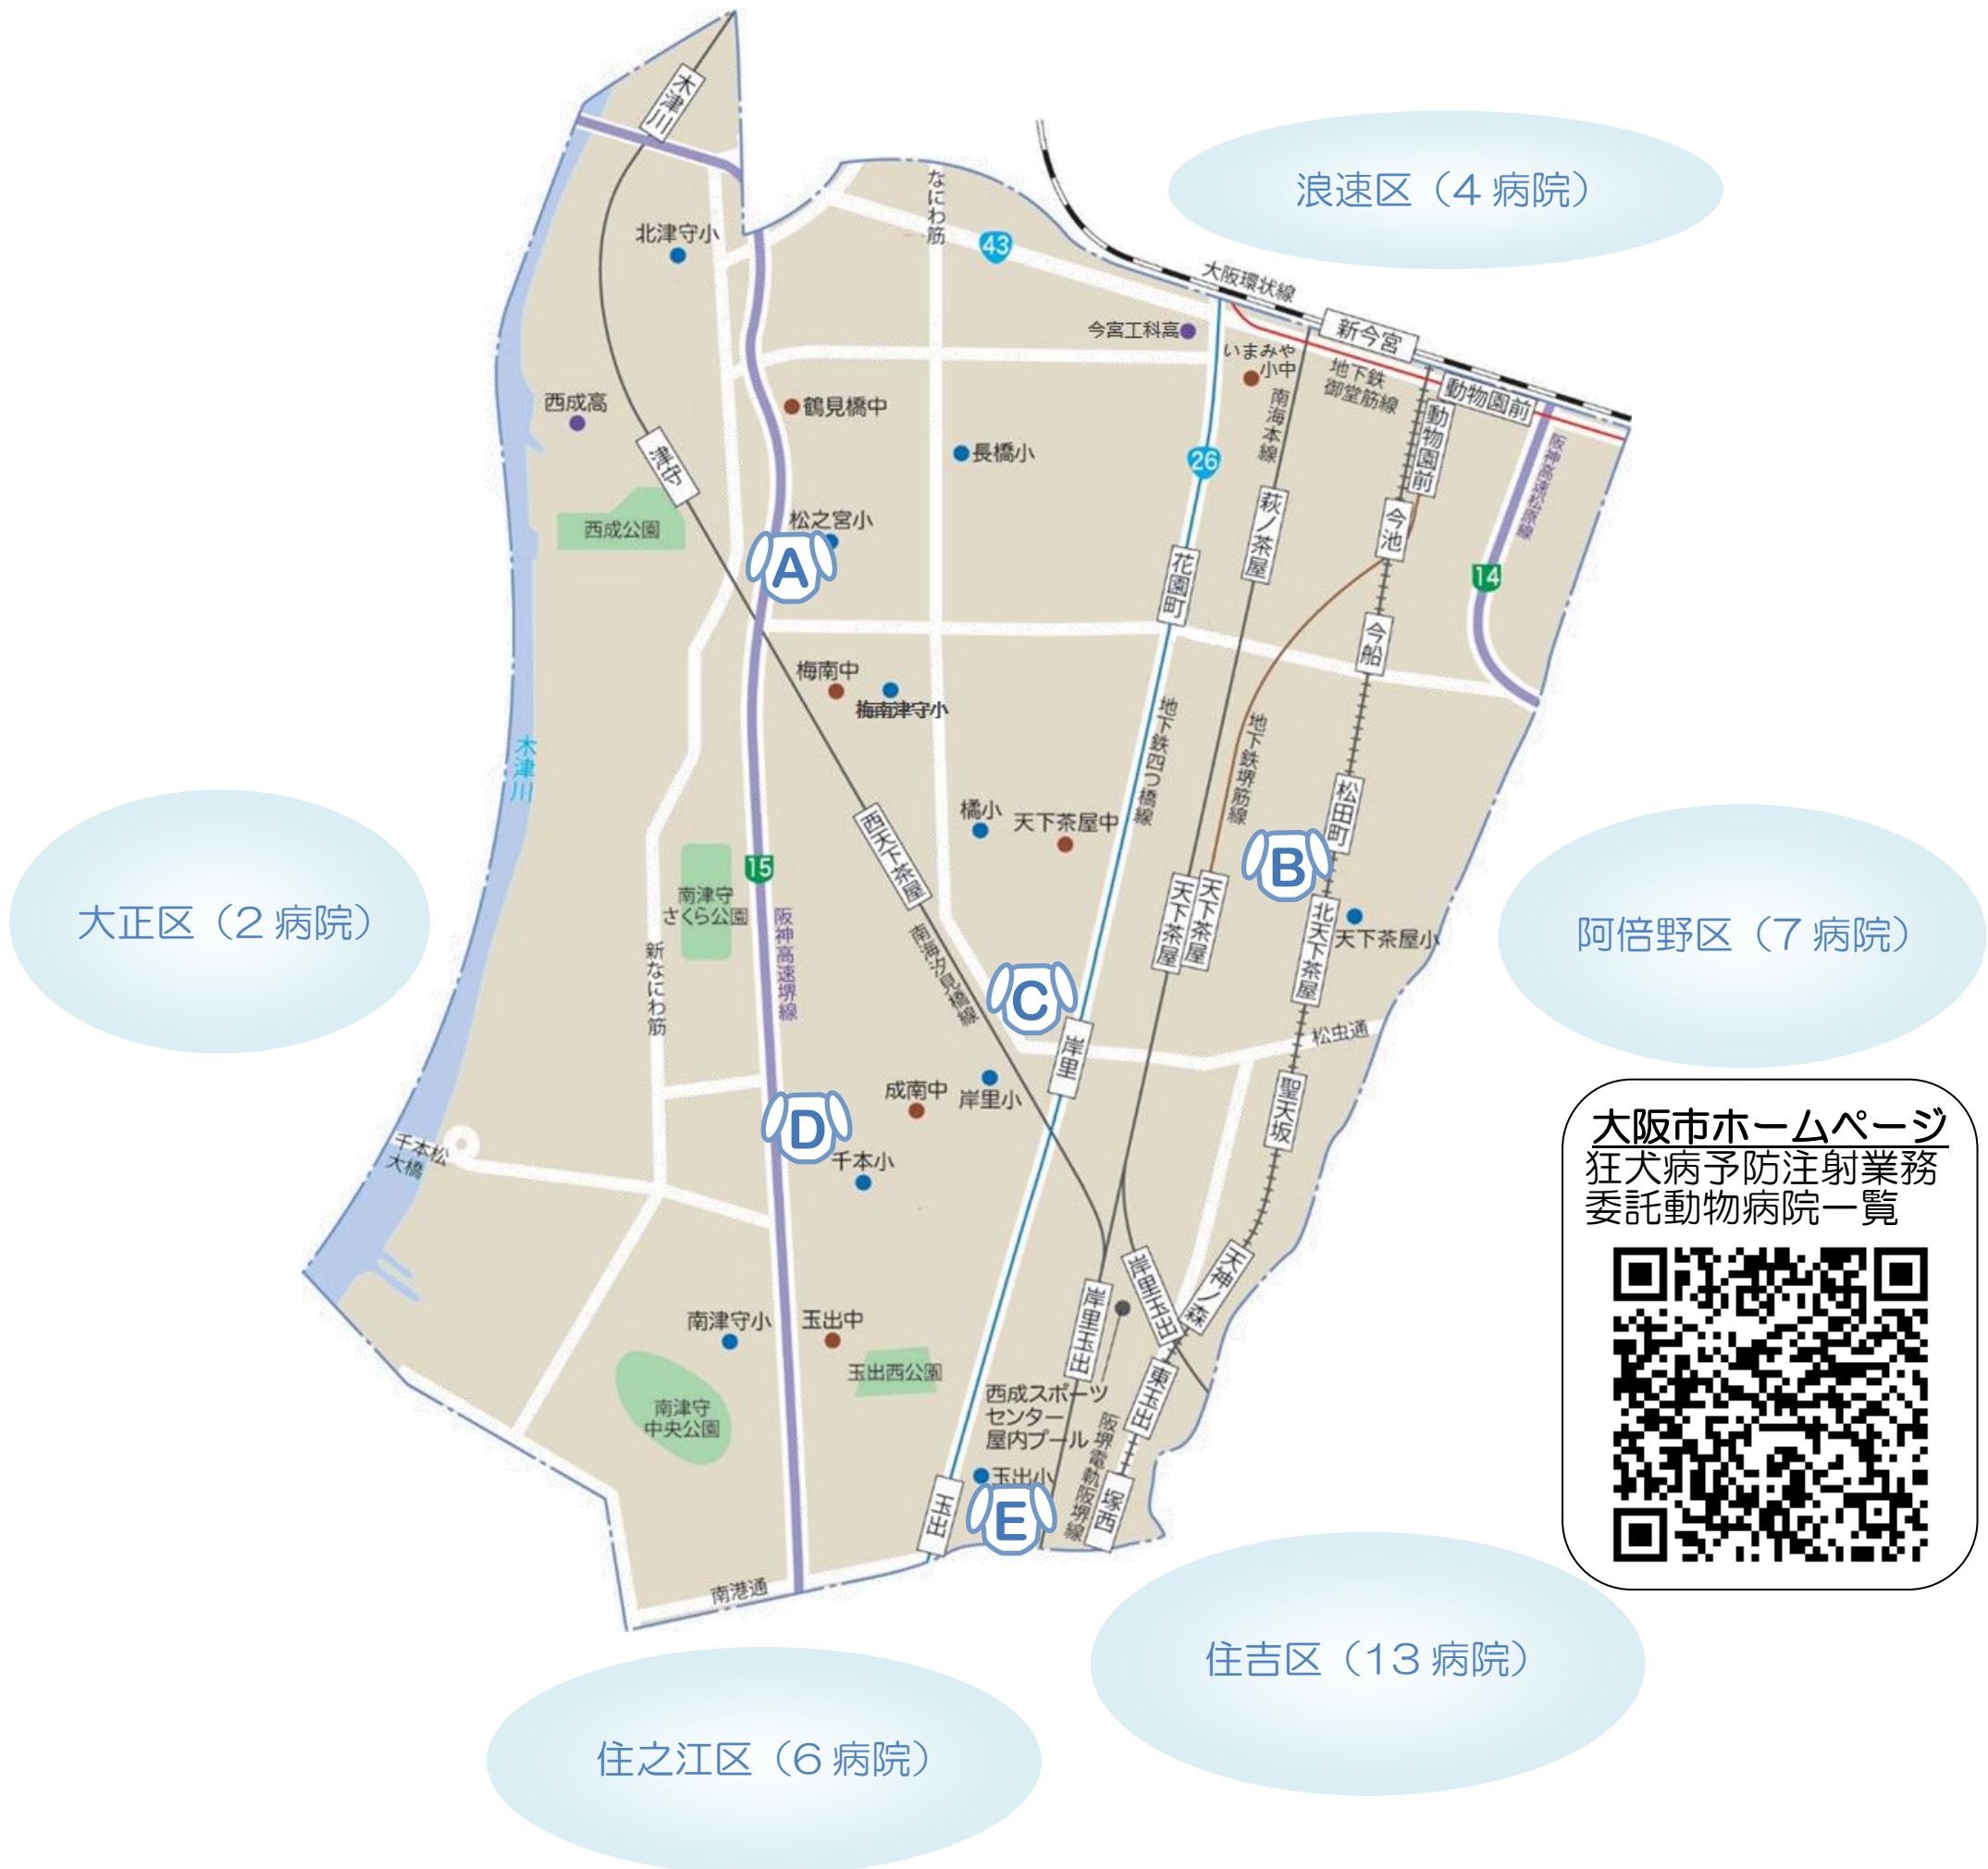 木津川
浪速区（4 病院）
なにわ筋
北津守小
43
大阪環状線
新今宮
今宮工科高
いまみや
小中
地下鉄
御堂筋線
動物園前
動物園前
南海本線
西成高
鶴見橋中
長橋小
26
阪神高速松原線
津守
萩ノ茶屋
今池
西成公園
松之宮小
A
花園町
14
今船
梅南中
梅南津守小
地下鉄四つ橋線
地下鉄堺筋線
木津川
松田町
橘小
天下茶屋中
西天下茶屋
B
15
大正区（2 病院）
南津守
さくら公園
天下茶屋
天下茶屋
北天下茶屋
天下茶屋小
阿倍野区（7 病院）
阪神高速堺線
新なにわ筋
南海汐見橋線
C
岸里
松虫通
聖天坂
成南中
岸里小
D
千本小
千本松
大橋
大阪市ホームページ
狂犬病予防注射業務
委託動物病院一覧
天神ノ森
岸里玉出
岸里玉出
南津守小
玉出中
玉出西公園
東玉出
西成スポーツ
センター
屋内プール
南津守
中央公園
阪堺電軌阪堺線
玉出小
玉出
E
塚西
南港通
住吉区（13 病院）
住之江区（6 病院）